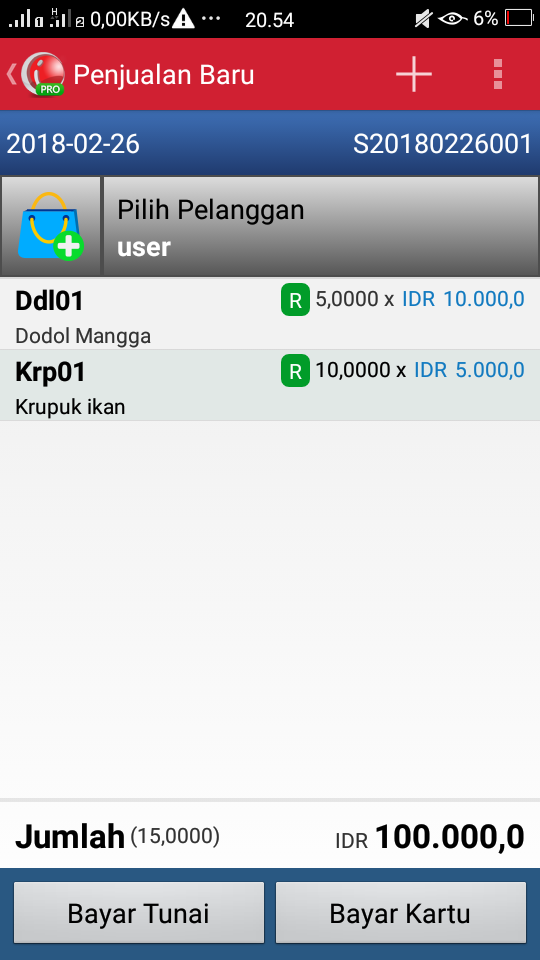 1 H 2 0,00KB/s ... 20.54 6%
PRO Penjualan Baru
2018-02-26 S20180226001
Pilih Pelanggan
user
Ddl01 R 5,0000 x IDR 10.000,0
Dodol Mangga
Krp01 R 10,0000 x IDR 5.000,0
Krupuk ikan
Jumlah (15,0000) IDR 100.000,0
Bayar Tunai Bayar Kartu